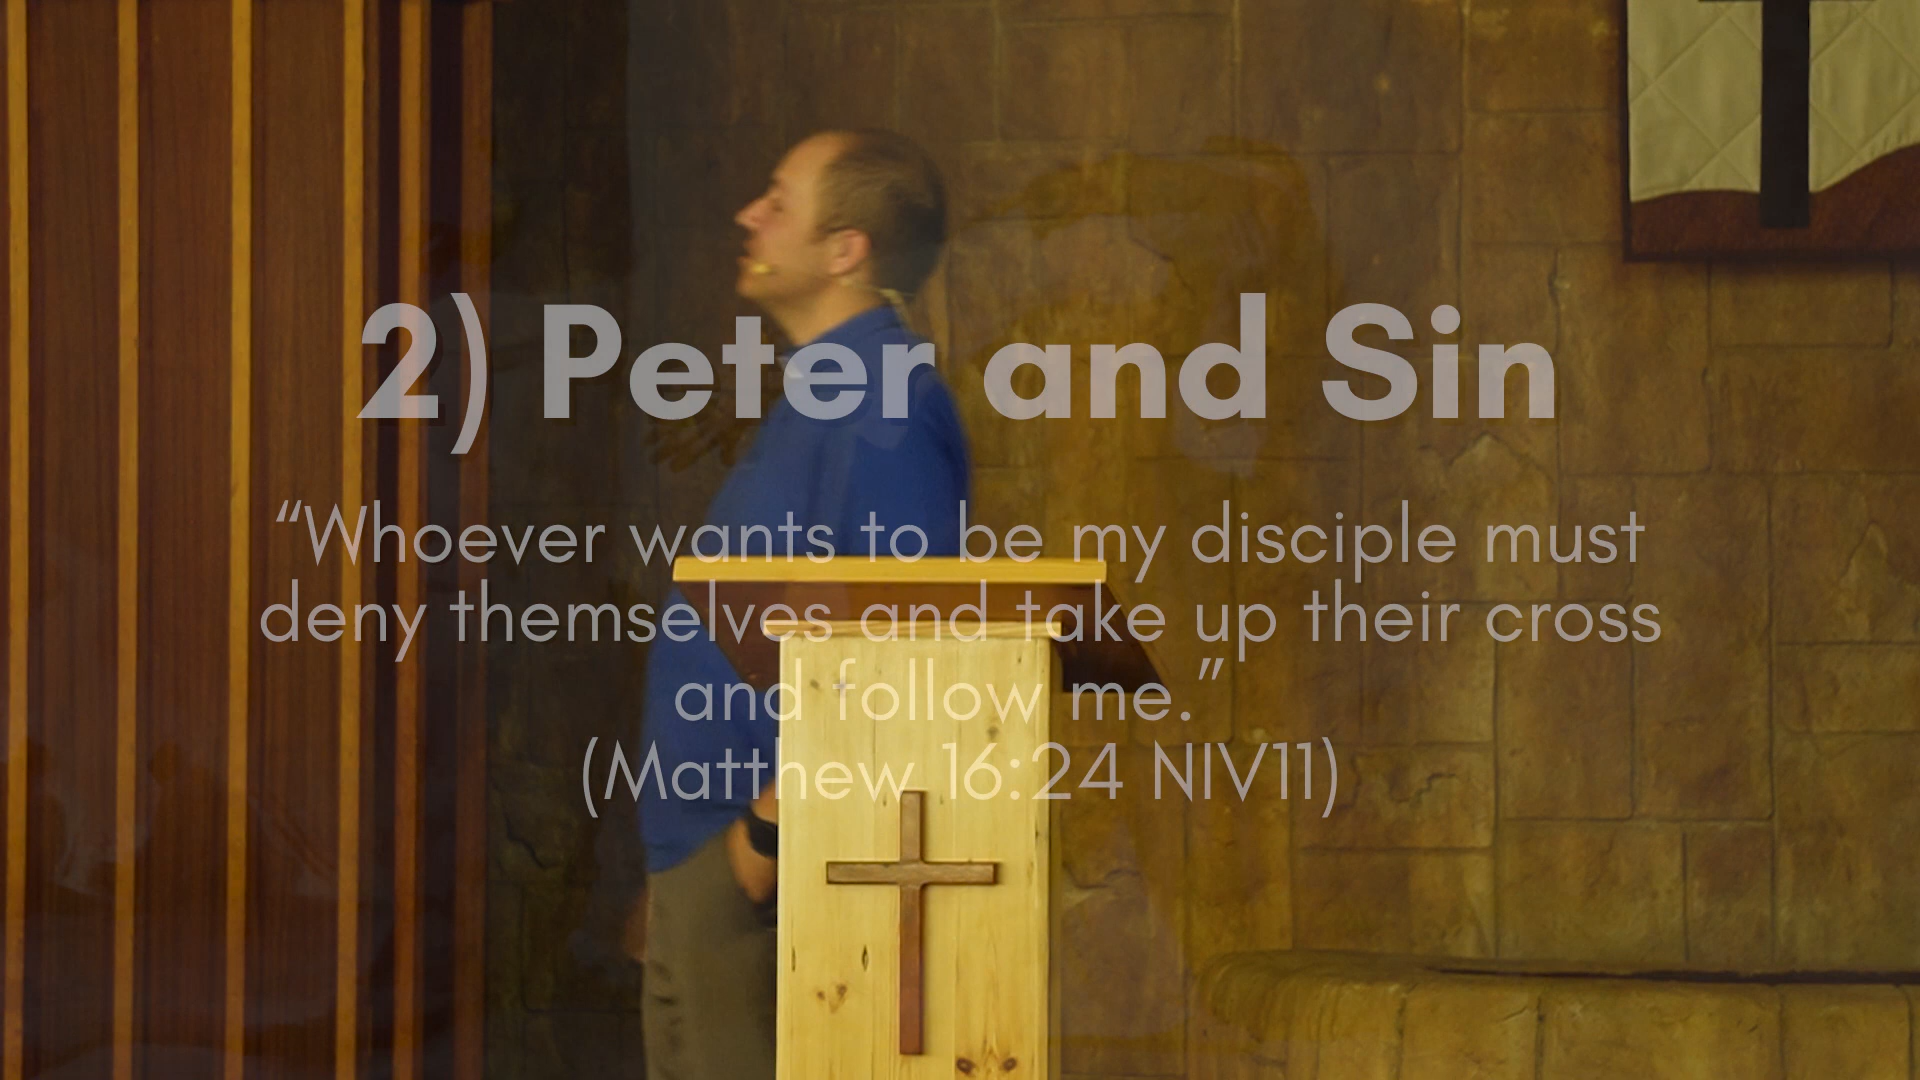 2) Peter and Sin
“Whoever wants to be my disciple must
deny themselves and take up their cross
and follow me.”
(Matthew 16:24 NIV11)